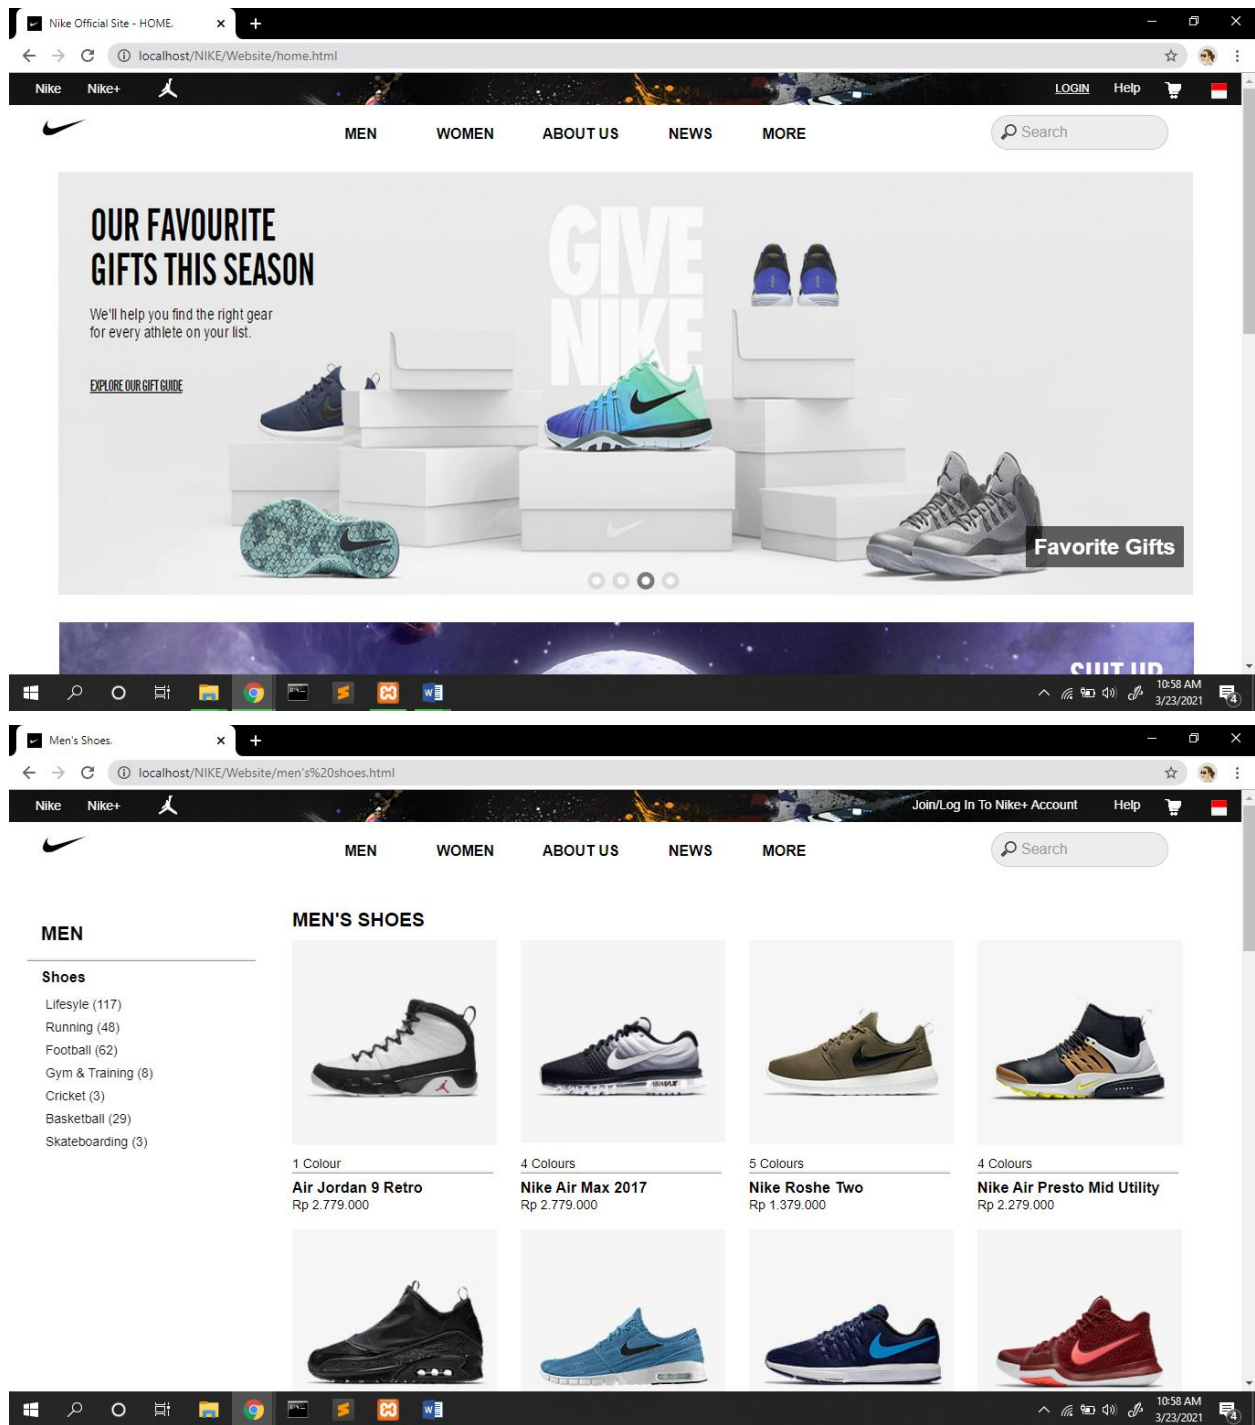 Nike Official Site - HOME.
localhost/NIKE/Website/home.html
Nike Nike+ LOGIN Help
MEN WOMEN ABOUT US NEWS MORE Search
OUR FAVOURITE
GIFTS THIS SEASON
We'll help you find the right gear
for every athlete on your list.
EXPLORE OUR GIFT GUIDE
GIVE
NIKE
Favorite Gifts
SUIT UP
10:58 AM
3/23/2021
4
Men's Shoes.
localhost/NIKE/Website/men's%20shoes.html
Nike Nike+ Join/Log In To Nike+ Account Help
MEN WOMEN ABOUT US NEWS MORE Search
MEN
Shoes
Lifesyle (117)
Running (48)
Football (62)
Gym & Training (8)
Cricket (3)
Basketball (29)
Skateboarding (3)
MEN'S SHOES
AIRMAX
1 Colour 4 Colours 5 Colours 4 Colours
Air Jordan 9 Retro Nike Air Max 2017 Nike Roshe Two Nike Air Presto Mid Utility
Rp 2.779.000 Rp 2.779.000 Rp 1.379.000 Rp 2.279.000
10:58 AM
3/23/2021
4